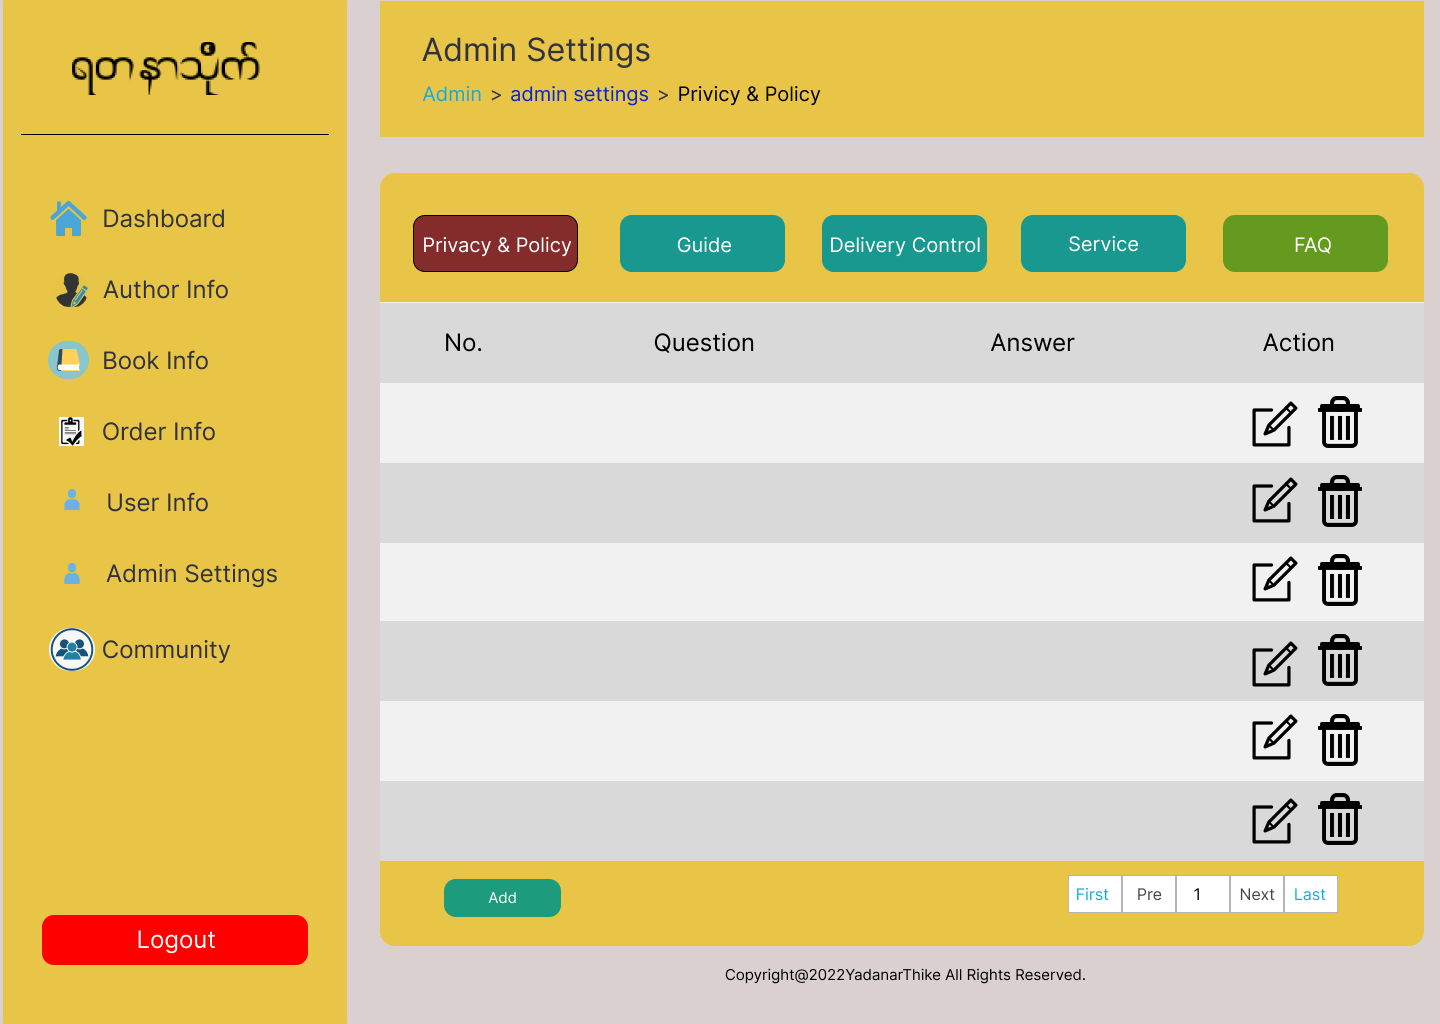 ရတနာသိုက်
Dashboard
Author Info
Book Info
Order Info
User Info
Admin Settings
Community
Logout
Admin Settings
Admin > admin settings > Privicy & Policy
Privacy & Policy Guide Delivery Control Service FAQ
No. Question Answer Action
Add
First Pre 1 Next Last
Copyright@2022YadanarThike All Rights Reserved.